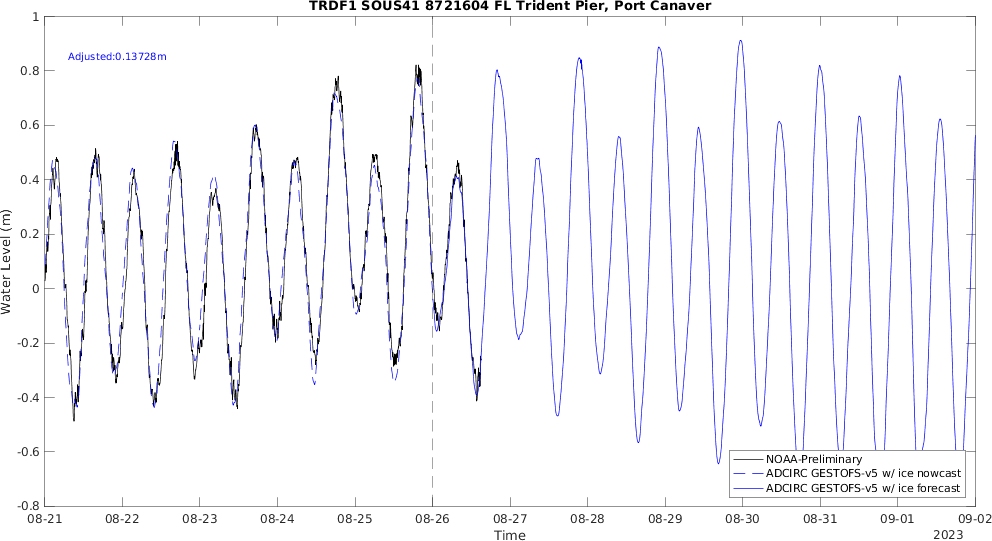 TRDF1 SOUS41 8721604 FL Trident Pier, Port Canaver
Adjusted:0.13728m
1
0.8
0.6
0.4
0.2
0
-0.2
-0.4
-0.6
-0.8
Water Level (m)
NOAA-Preliminary
ADCIRC GESTOFS-v5 w/ ice nowcast
ADCIRC GESTOFS-v5 w/ ice forecast
08-21 08-22 08-23 08-24 08-25 08-26 08-27 08-28 08-29 08-30 08-31 09-01 09-02
Time
2023